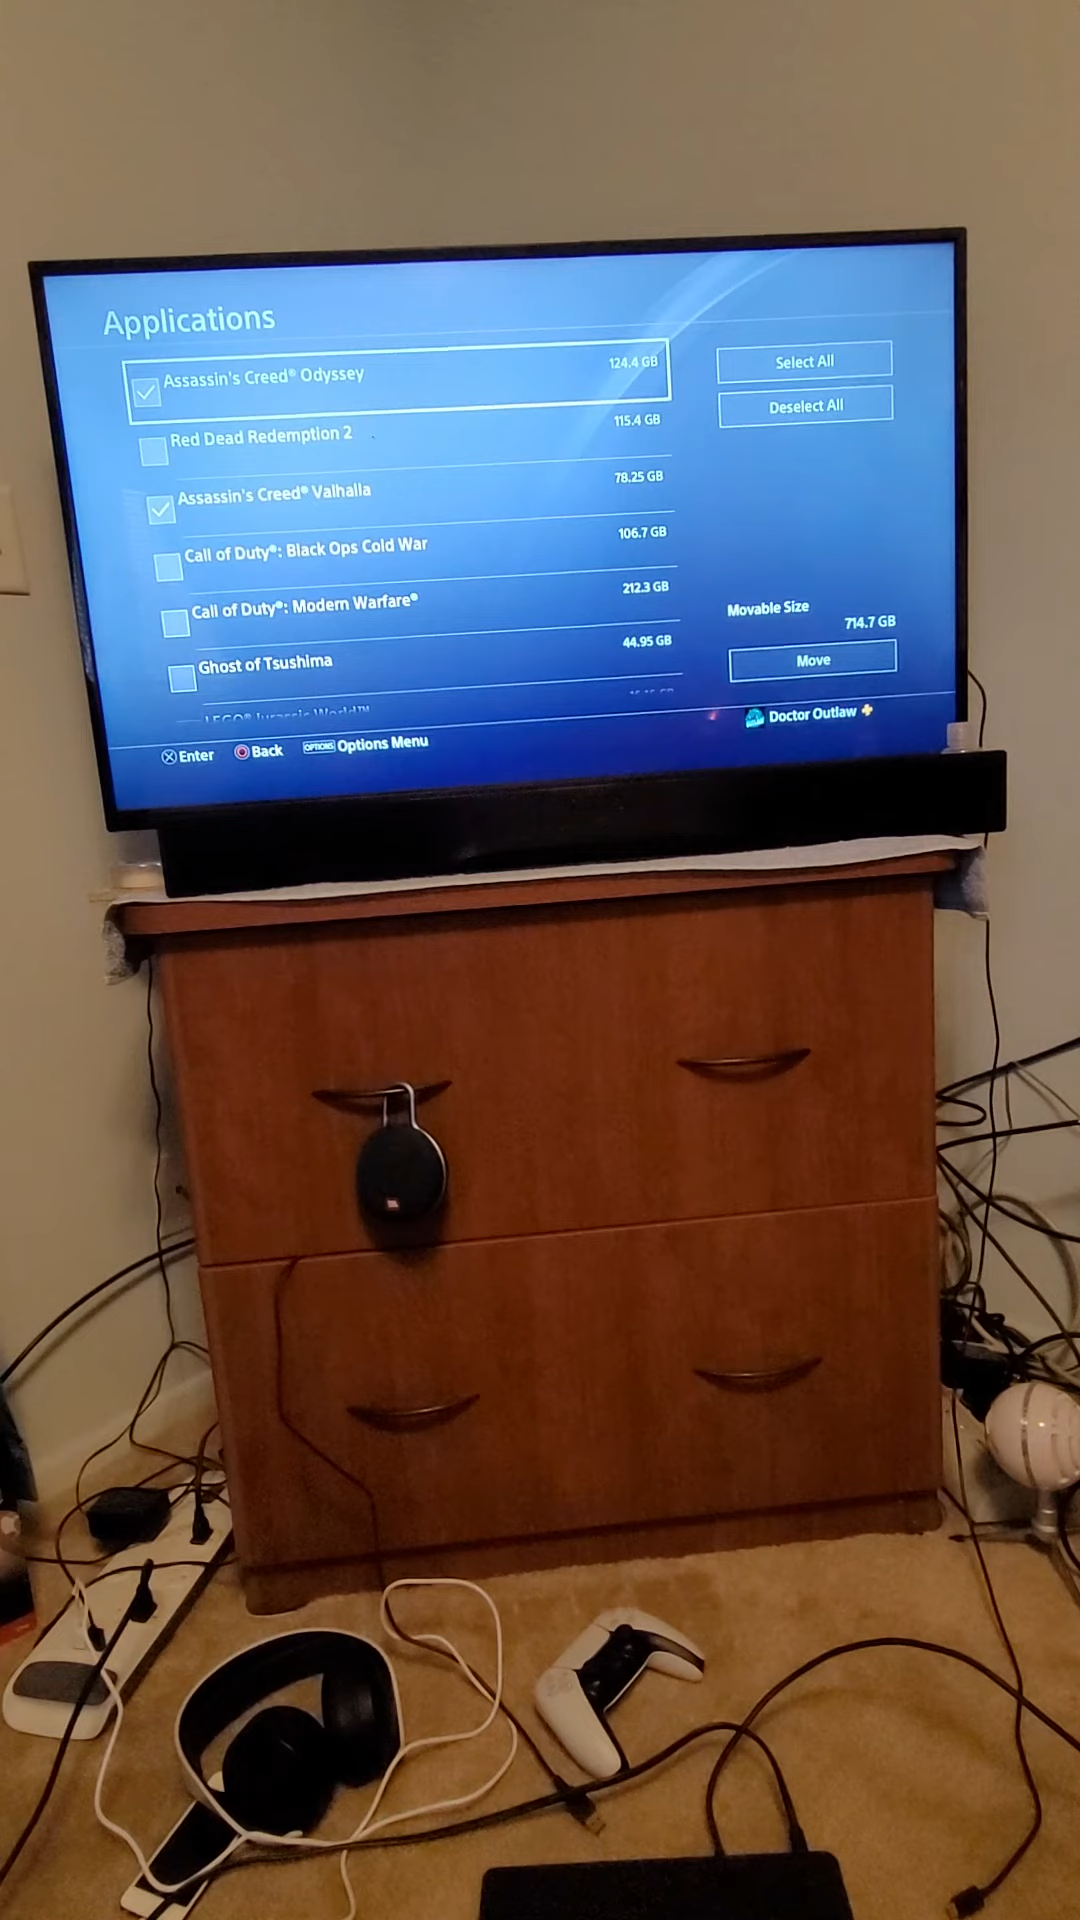 Applications
Assassin's Creed® Odyssey 124.4 GB
Red Dead Redemption 2 115.4 GB
Assassin's Creed® Valhalla 78.25 GB
Call of Duty®: Black Ops Cold War 106.7 GB
Call of Duty®: Modern Warfare® 212.3 GB
Ghost of Tsushima 44.95 GB
LEGO® Jurassic World™
Select All
Deselect All
Movable Size
714.7 GB
Move
Doctor Outlaw
Enter Back OPTIONS Options Menu